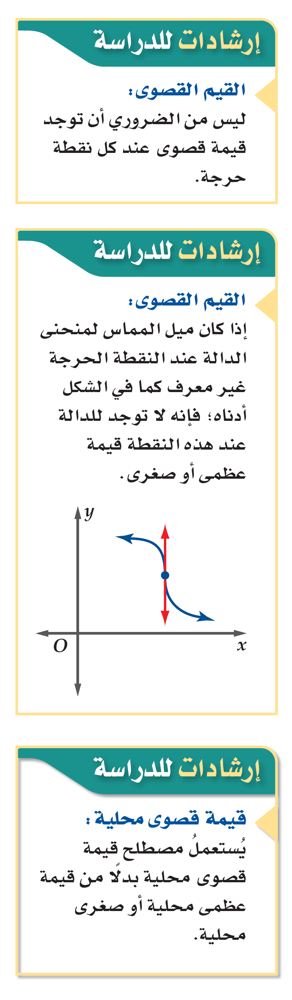 إرشادات للدراسة
القيم القصوى:
ليس من الضروري أن توجد
قيمة قصوى عند كل نقطة
حرجة.
إرشادات للدراسة
القيم القصوى:
إذا كان ميل المماس لمنحنى
الدالة عند النقطة الحرجة
غير معرف كما في الشكل
أدناه؛ فإنه لا توجد للدالة
عند هذه النقطة قيمة
عظمى أو صغرى.
y
O
x
إرشادات للدراسة
قيمة قصوى محلية:
يُستعملُ مصطلح قيمة
قصوى محلية بدلًا من قيمة
عظمى محلية أو صغرى
محلية.